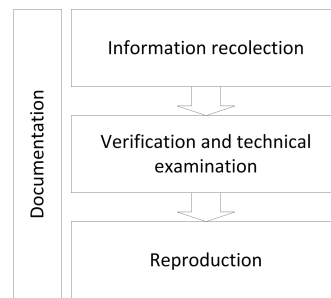 Documentation
Information recolection
Verification and technical
examination
Reproduction